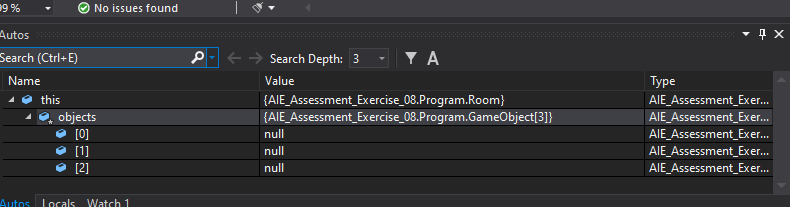 99 % No issues found
Autos
Search (Ctrl+E) Search Depth: 3 A
Name Value Type
this {AIE_Assessment_Exercise_08.Program.Room} AIE_Assessment_Exer...
objects {AIE_Assessment_Exercise_08.Program.GameObject[3]} AIE_Assessment_Exer...
[0] null AIE_Assessment_Exer...
[1] null AIE_Assessment_Exer...
[2] null AIE_Assessment_Exer...
Autos Locals Watch 1